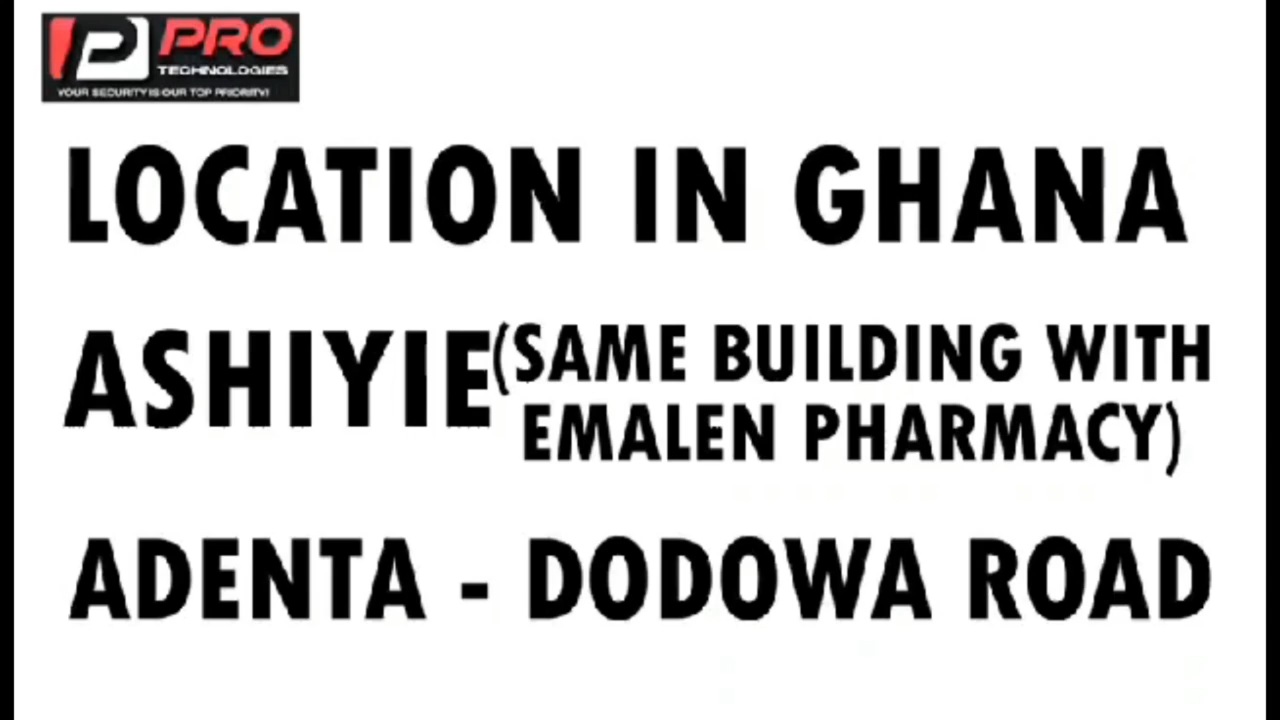 PRO
TECHNOLOGIES
YOUR SECURITY IS OUR TOP PRIORITY!
LOCATION IN GHANA
ASHIYIE (SAME BUILDING WITH
EMALEN PHARMACY)
ADENTA - DODOWA ROAD